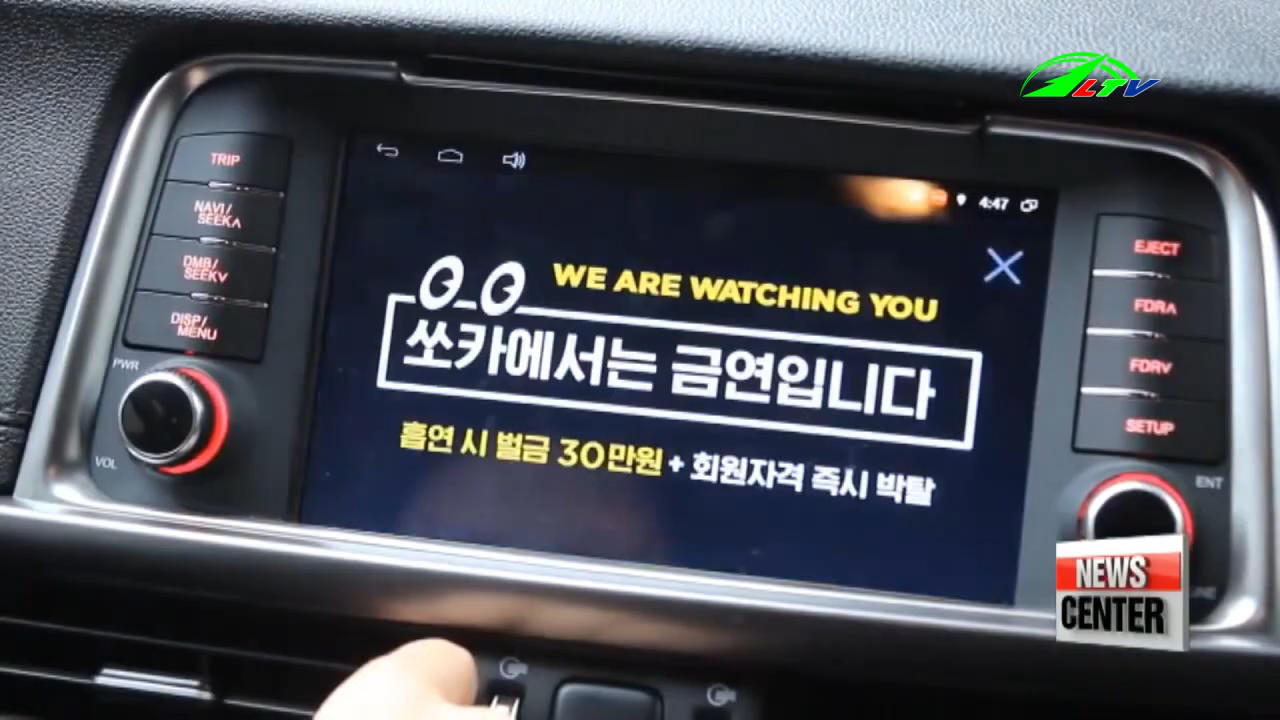 LTV
TRIP
NAVI/
SEEK∧
DMB/
SEEK∨
DISP/
MENU
PWR
VOL
4:47
WE ARE WATCHING YOU
쏘카에서는 금연입니다
흡연 시 벌금 30만원 + 회원자격 즉시 박탈
EJECT
FDR∧
FDR∨
SETUP
ENT
NEWS
CENTER